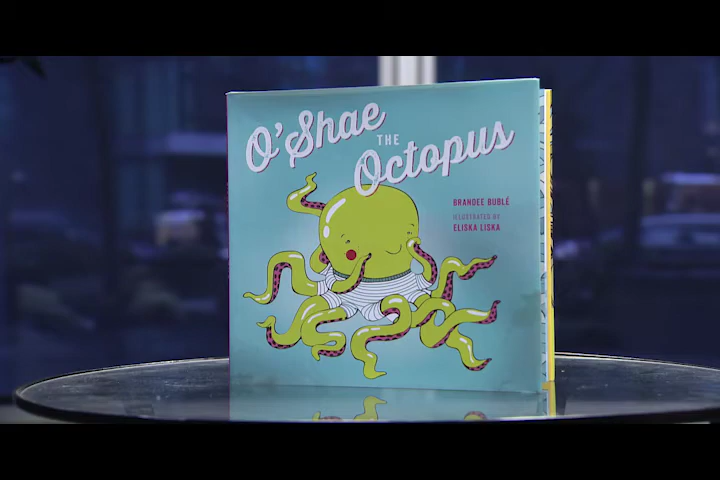 O'Shae
THE
Octopus
BRANDEE BUBLÉ
ILLUSTRATED BY
ELISKA LISKA